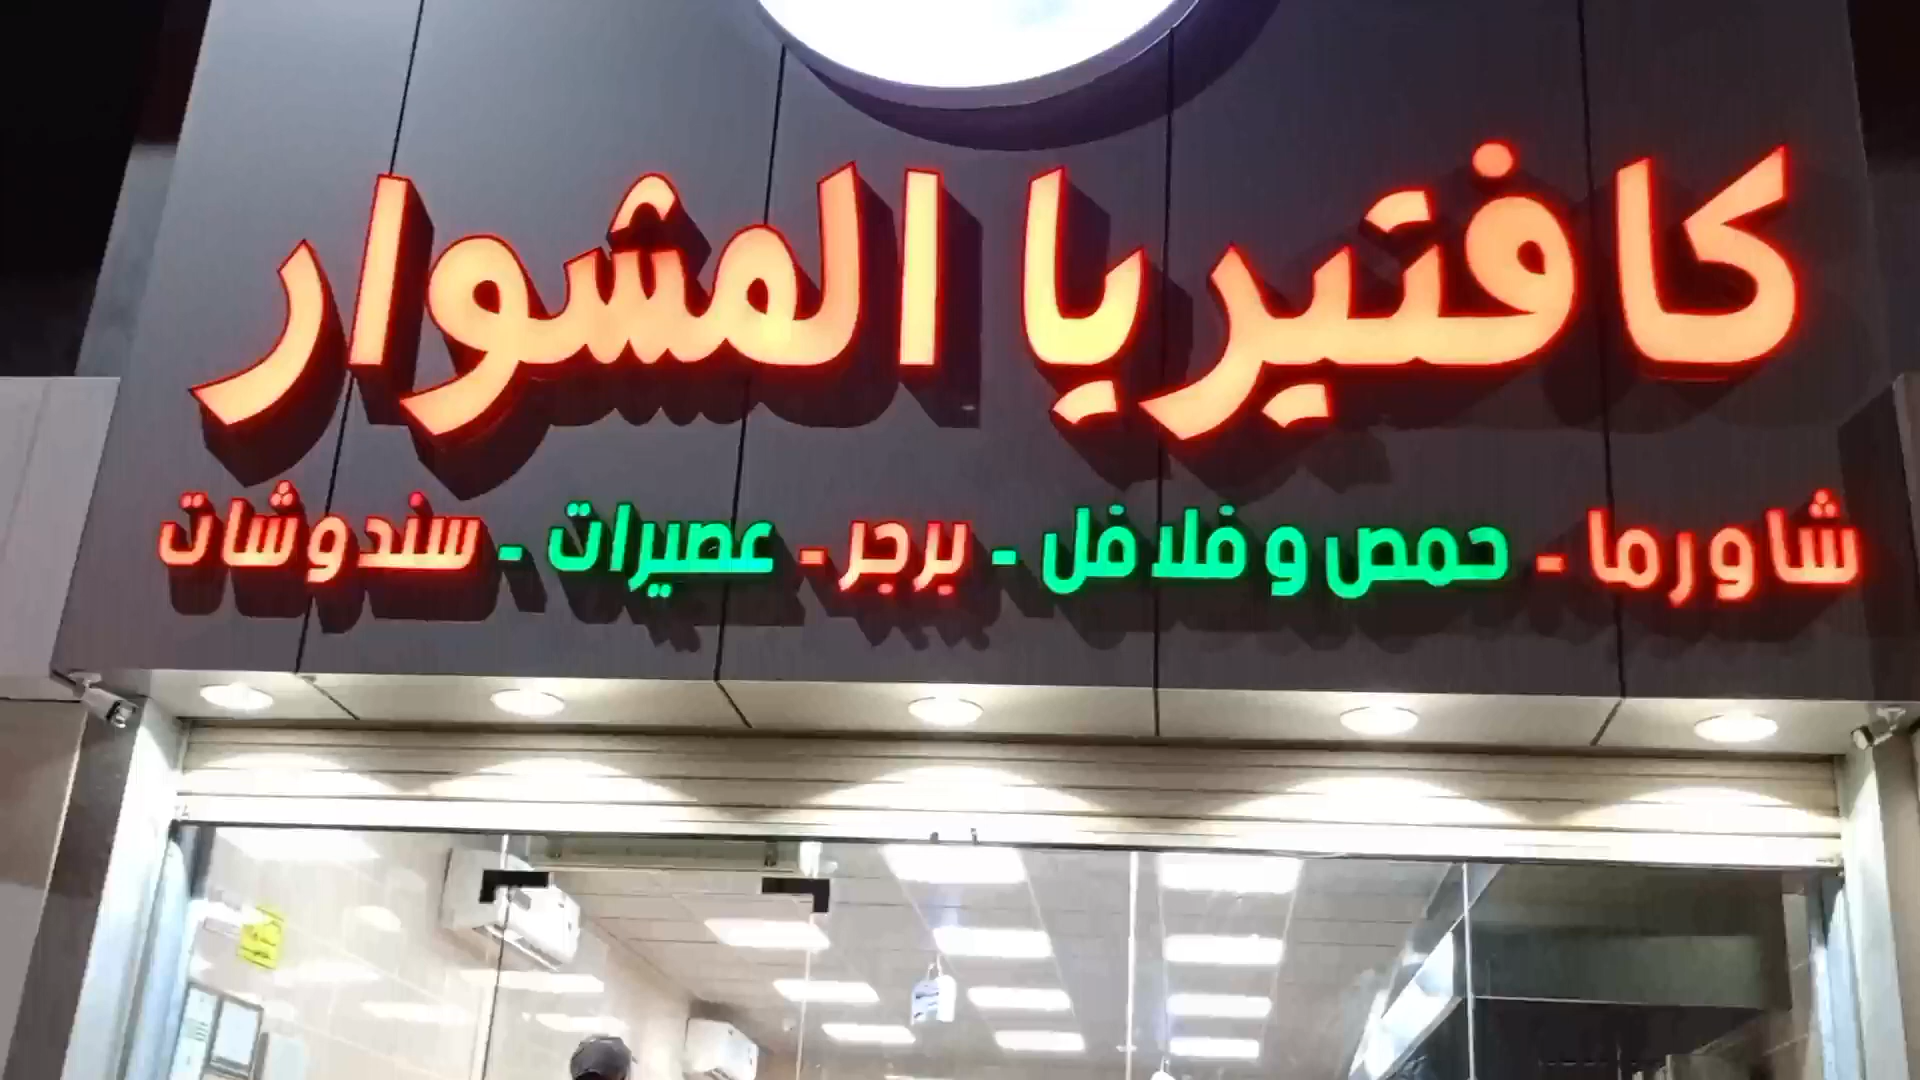 كافتيريا المشوار
شاورما - حمص و فلافل - برجر - عصيرات - سندوشات